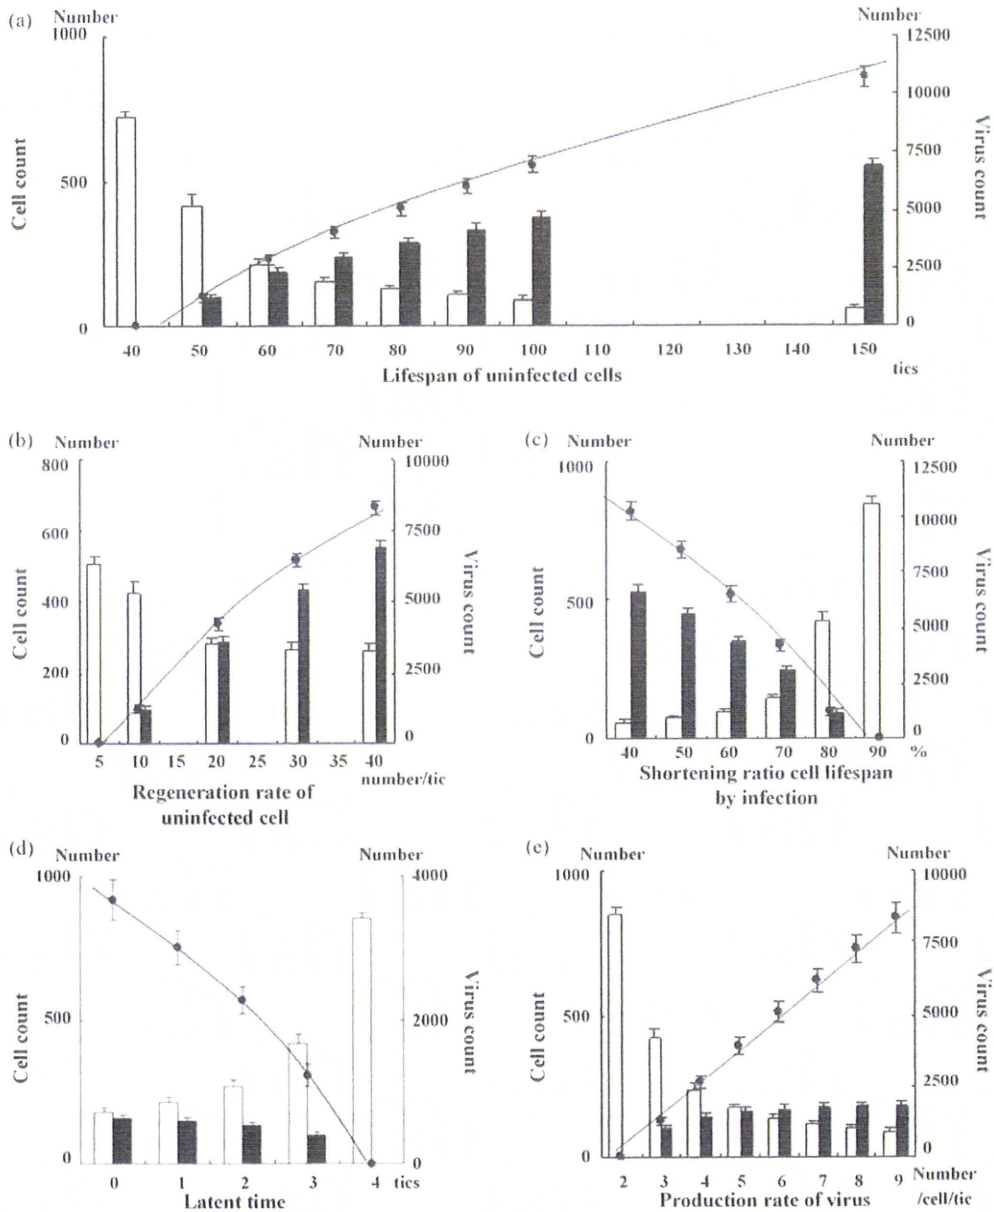 (a) Number Number
1000 12500
10000
7500
500 5000
2500
0 0
Cell count
Virus count
40 50 60 70 80 90 100 110 120 130 140 150
Lifespan of uninfected cells tics
(b) Number Number
800 10000
600 7500
400 5000
200 2500
0 0
Cell count
Virus count
5 10 15 20 25 30 35 40
number/tic
Regeneration rate of
uninfected cell
(c) Number Number
1000 12500
10000
500 7500
5000
2500
0 0
Cell count
Virus count
40 50 60 70 80 90 %
Shortening ratio cell lifespan
by infection
(d) Number Number
1000 4000
500 2000
0 0
Cell count
Virus count
0 1 2 3 4 tics
Latent time
(e) Number Number
1000 10000
7500
500 5000
2500
0 0
Cell count
Virus count
2 3 4 5 6 7 8 9 Number
/cell/tic
Production rate of virus